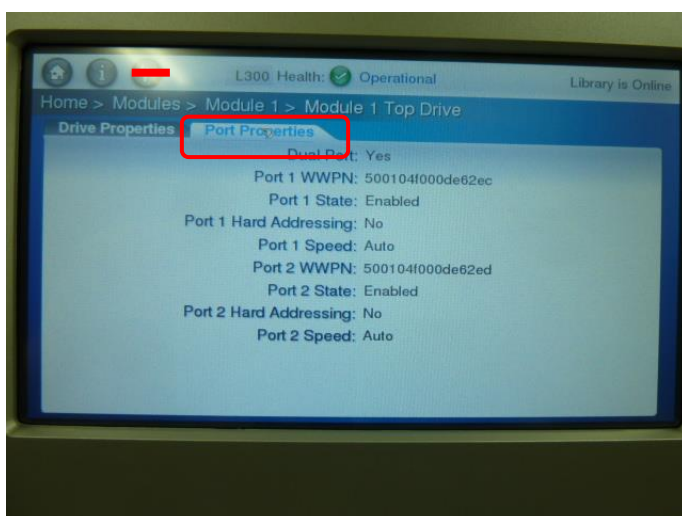 L300 Health: Operational
Library is Online
Home > Modules > Module 1 > Module 1 Top Drive
Drive Properties Port Properties
Dual Port: Yes
Port 1 WWPN: 500104f000de62ec
Port 1 State: Enabled
Port 1 Hard Addressing: No
Port 1 Speed: Auto
Port 2 WWPN: 500104f000de62ed
Port 2 State: Enabled
Port 2 Hard Addressing: No
Port 2 Speed: Auto